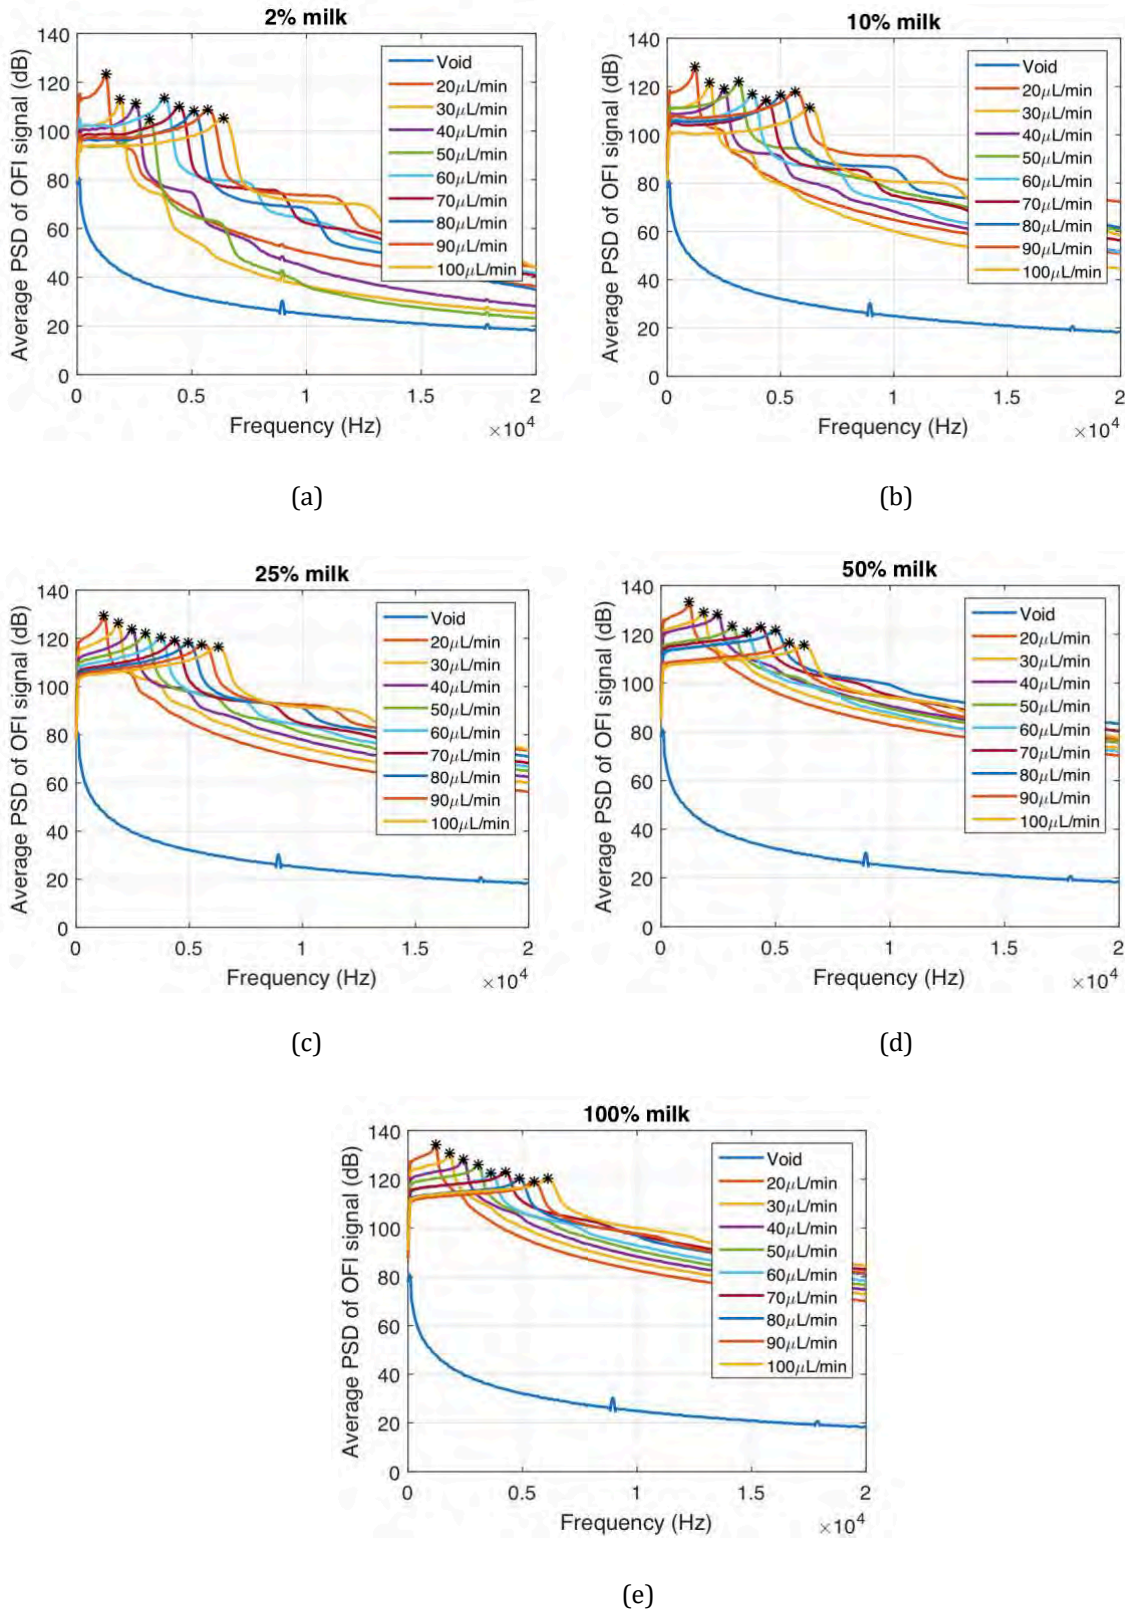 2% milk
Average PSD of OFI signal (dB)
140
120
100
80
60
40
20
0
Void
20μL/min
30μL/min
40μL/min
50μL/min
60μL/min
70μL/min
80μL/min
90μL/min
100μL/min
0 0.5 1 1.5 2
Frequency (Hz)
×10⁴
(a)
10% milk
Average PSD of OFI signal (dB)
140
120
100
80
60
40
20
0
Void
20μL/min
30μL/min
40μL/min
50μL/min
60μL/min
70μL/min
80μL/min
90μL/min
100μL/min
0 0.5 1 1.5 2
Frequency (Hz)
×10⁴
(b)
25% milk
Average PSD of OFI signal (dB)
140
120
100
80
60
40
20
0
Void
20μL/min
30μL/min
40μL/min
50μL/min
60μL/min
70μL/min
80μL/min
90μL/min
100μL/min
0 0.5 1 1.5 2
Frequency (Hz)
×10⁴
(c)
50% milk
Average PSD of OFI signal (dB)
140
120
100
80
60
40
20
0
Void
20μL/min
30μL/min
40μL/min
50μL/min
60μL/min
70μL/min
80μL/min
90μL/min
100μL/min
0 0.5 1 1.5 2
Frequency (Hz)
×10⁴
(d)
100% milk
Average PSD of OFI signal (dB)
140
120
100
80
60
40
20
0
Void
20μL/min
30μL/min
40μL/min
50μL/min
60μL/min
70μL/min
80μL/min
90μL/min
100μL/min
0 0.5 1 1.5 2
Frequency (Hz)
×10⁴
(e)